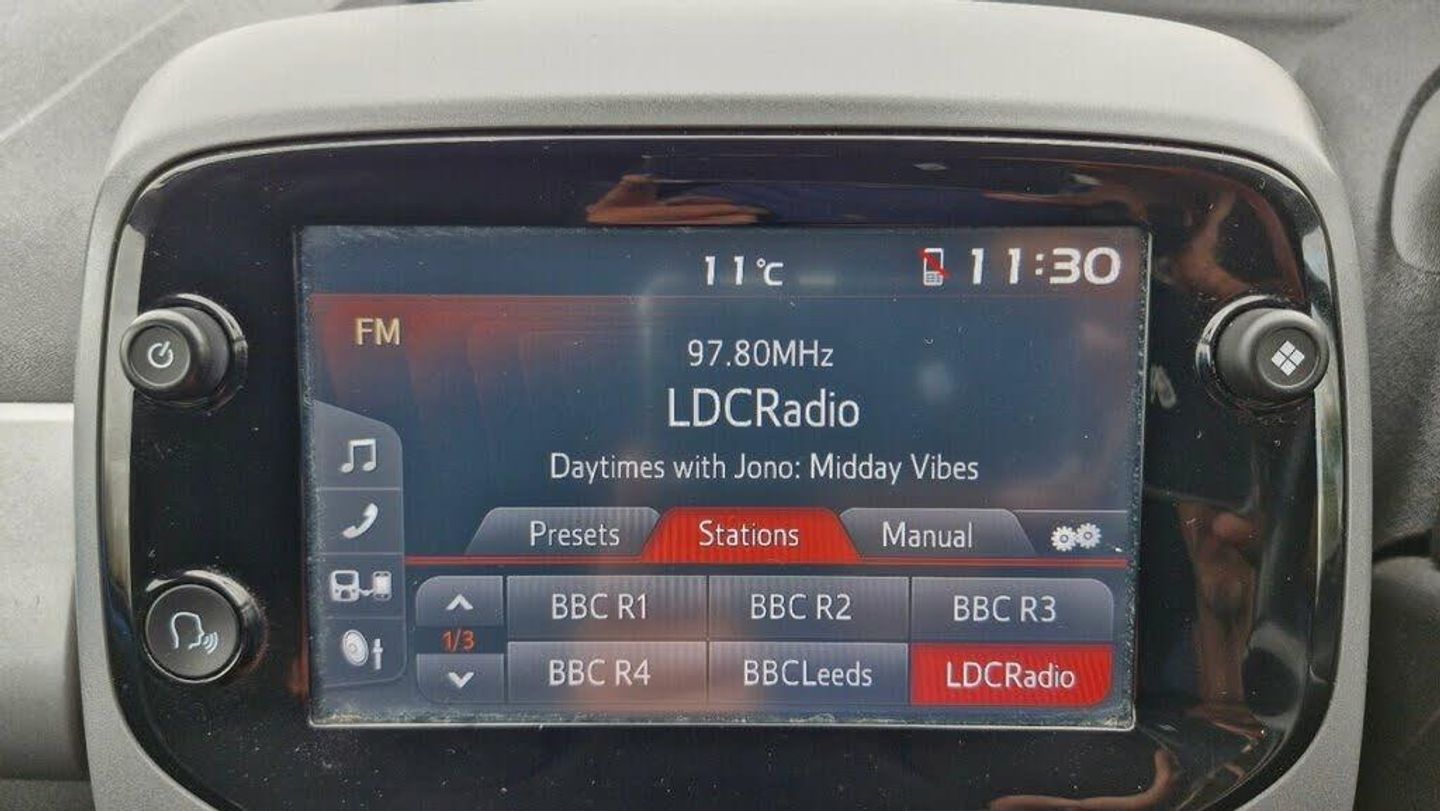 11°C 11:30
FM
97.80MHz
LDCRadio
Daytimes with Jono: Midday Vibes
Presets Stations Manual
BBC R1 BBC R2 BBC R3
1/3
BBC R4 BBCLeeds LDCRadio